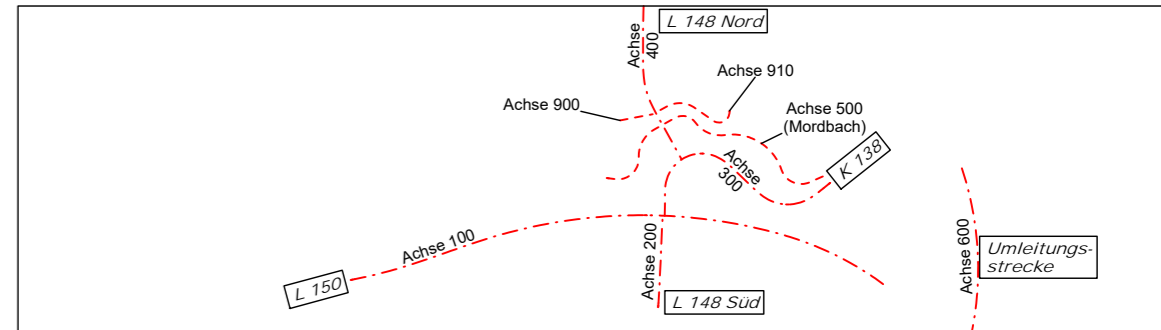 L 148 Nord
Achse
400
Achse 910
Achse 900
Achse 500
(Mordbach)
Achse
300
K 138
Achse 100
Achse 200
Achse 600
Umleitungs-
strecke
L 150
L 148 Süd